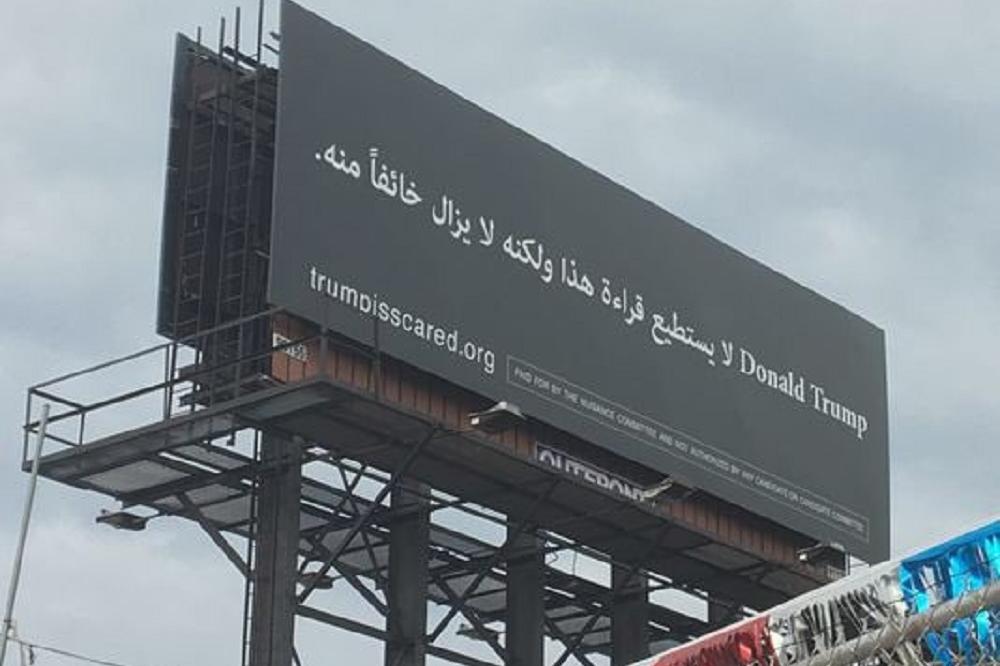 Donald Trump لا يستطيع قراءة هذا ولكنه لا يزال خائفاً منه.
trumpisscared.org
PAID FOR BY THE NUISANCE COMMITTEE AND NOT AUTHORIZED BY ANY CANDIDATE OR CANDIDATE COMMITTEE
OUTFRONT